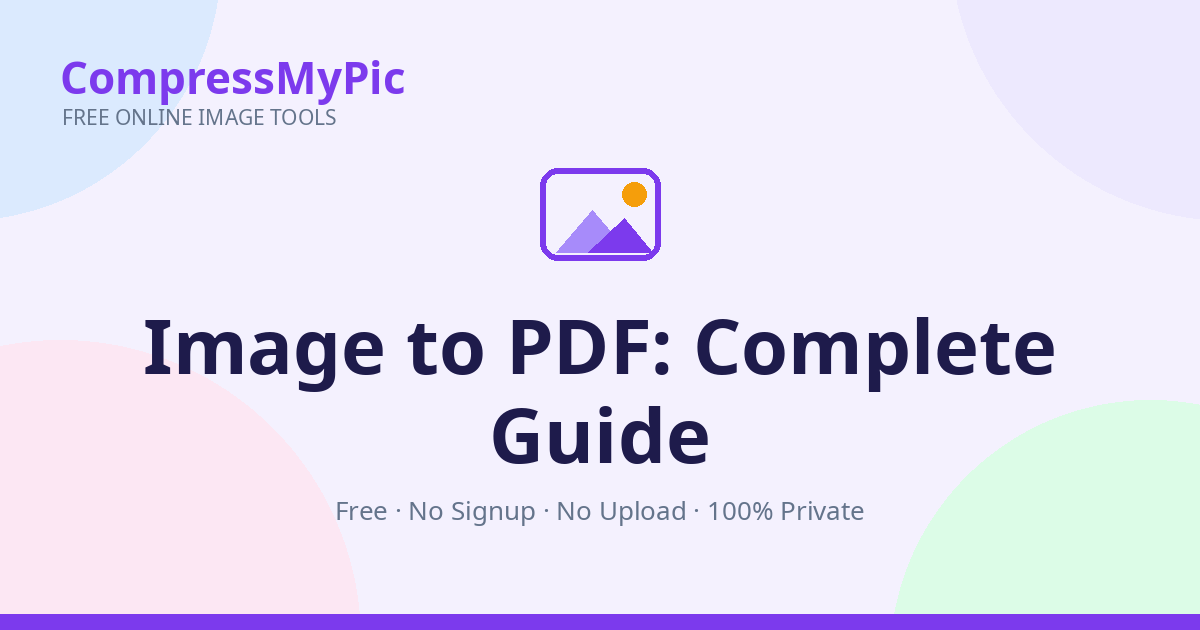 CompressMyPic
FREE ONLINE IMAGE TOOLS
Image to PDF: Complete
Guide
Free · No Signup · No Upload · 100% Private